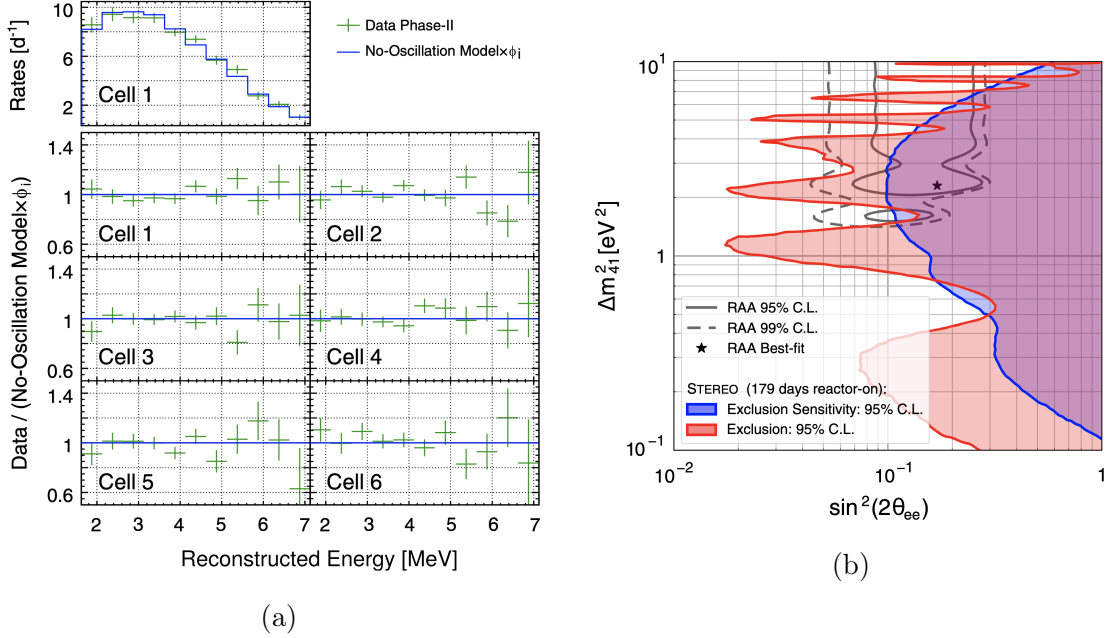 10
8
6
4
2
Rates [d⁻¹]
Cell 1
Data Phase-II
No-Oscillation Model×ϕᵢ
Data / (No-Oscillation Model×ϕᵢ)
1.4
1
0.6
Cell 1
Cell 2
1.4
1
0.6
Cell 3
Cell 4
1.4
1
0.6
Cell 5
Cell 6
2 3 4 5 6 7 2 3 4 5 6 7
Reconstructed Energy [MeV]
(a)
Δm²₄₁ [eV²]
10
1
10⁻¹
RAA 95% C.L.
RAA 99% C.L.
RAA Best-fit
STEREO (179 days reactor-on):
Exclusion Sensitivity: 95% C.L.
Exclusion: 95% C.L.
10⁻² 10⁻¹ 1
sin²(2θₑₑ)
(b)